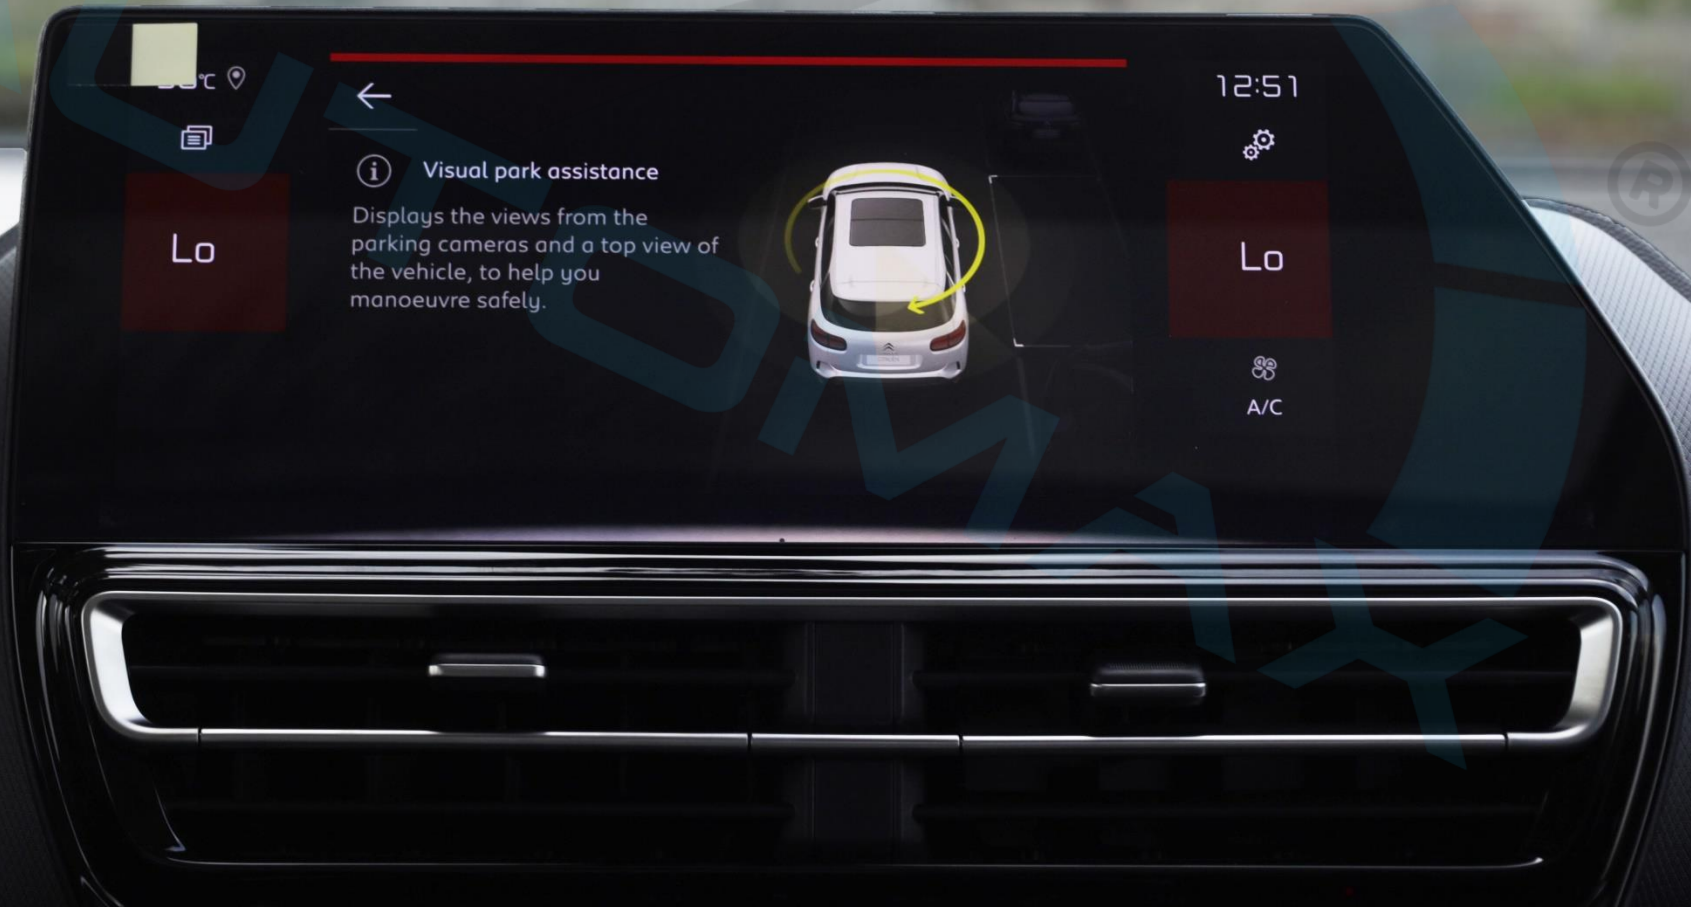 ℃
12:51
Visual park assistance
Displays the views from the
parking cameras and a top view of
the vehicle, to help you
manoeuvre safely.
Lo
Lo
A/C
UTOMAXX
®